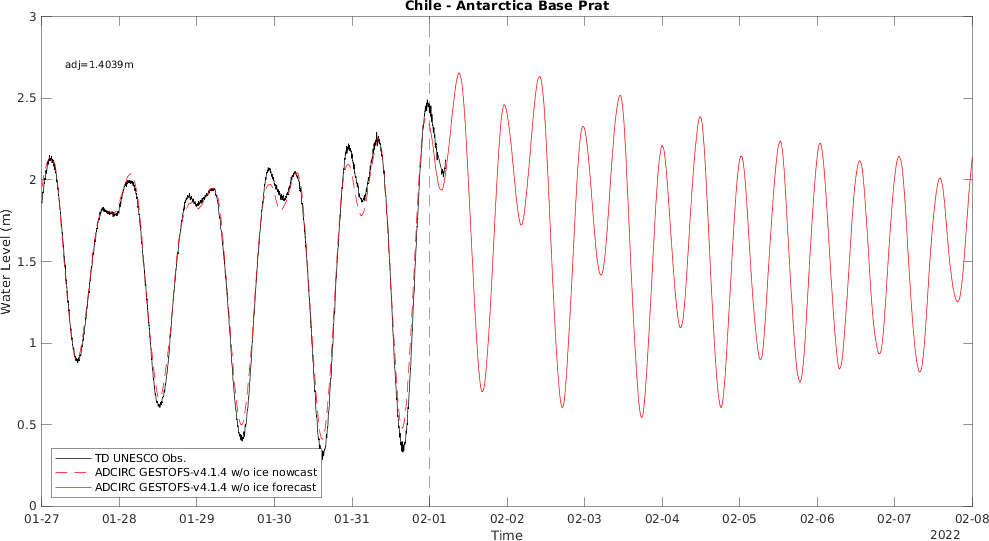 Chile - Antarctica Base Prat
adj=1.4039m
3
2.5
2
1.5
1
0.5
0
Water Level (m)
TD UNESCO Obs.
ADCIRC GESTOFS-v4.1.4 w/o ice nowcast
ADCIRC GESTOFS-v4.1.4 w/o ice forecast
01-27 01-28 01-29 01-30 01-31 02-01 02-02 02-03 02-04 02-05 02-06 02-07 02-08
Time
2022